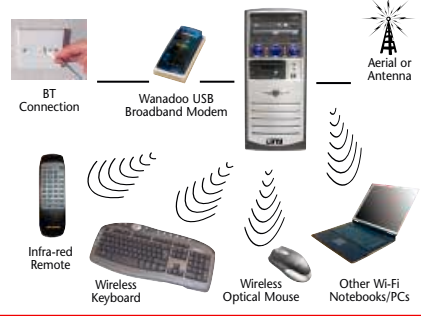 BT
Connection
Wanadoo USB
Broadband Modem
Aerial or
Antenna
Infra-red
Remote
Wireless
Keyboard
Wireless
Optical Mouse
Other Wi-Fi
Notebooks/PCs